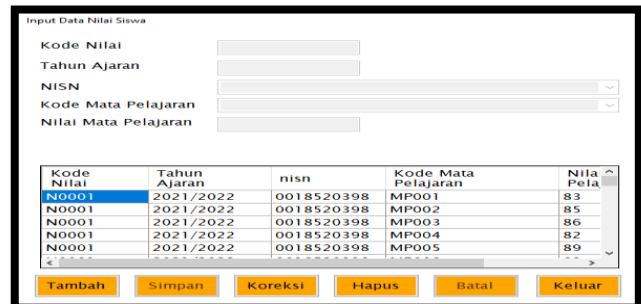 Input Data Nilai Siswa
Kode Nilai
Tahun Ajaran
NISN
Kode Mata Pelajaran
Nilai Mata Pelajaran
Kode Nilai Tahun Ajaran nisn Kode Mata Pelajaran Nila Pela
N0001 2021/2022 0018520398 MP001 83
N0001 2021/2022 0018520398 MP002 85
N0001 2021/2022 0018520398 MP003 86
N0001 2021/2022 0018520398 MP004 82
N0001 2021/2022 0018520398 MP005 89
Tambah Simpan Koreksi Hapus Batal Keluar